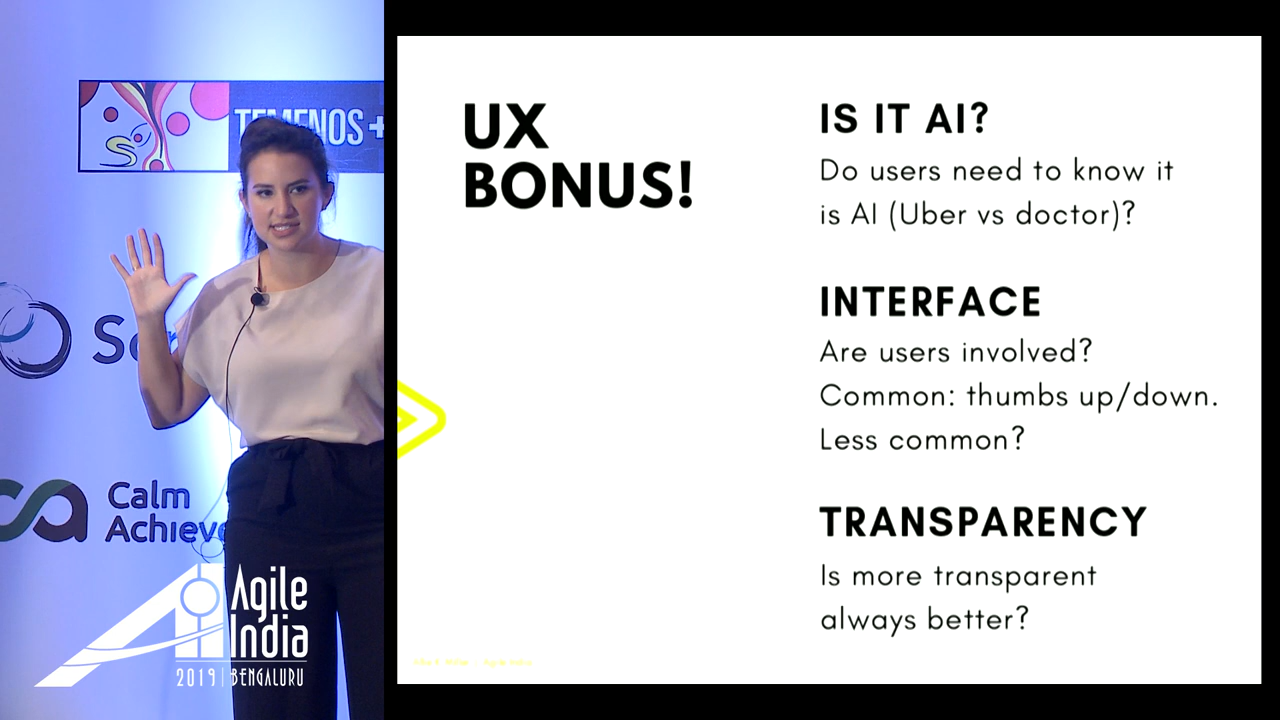 TEMENOS +
Calm
Achieve
Agile
India
2019 | BENGALURU
UX
BONUS!
IS IT AI?
Do users need to know it
is AI (Uber vs doctor)?
INTERFACE
Are users involved?
Common: thumbs up/down.
Less common?
TRANSPARENCY
Is more transparent
always better?